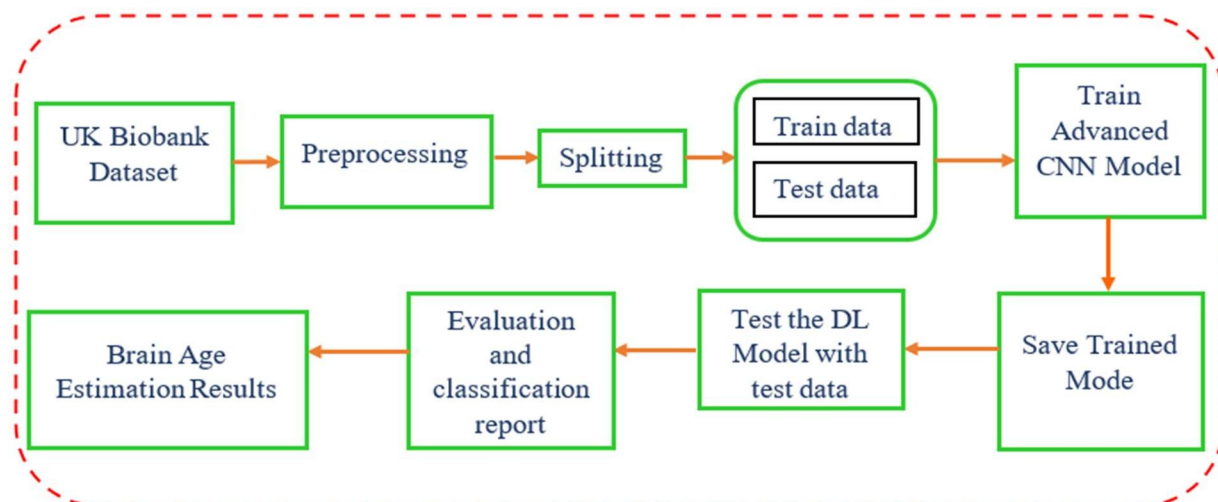 UK Biobank
Dataset
Preprocessing
Splitting
Train data
Test data
Train
Advanced
CNN Model
Save Trained
Mode
Test the DL
Model with
test data
Evaluation
and
classification
report
Brain Age
Estimation Results